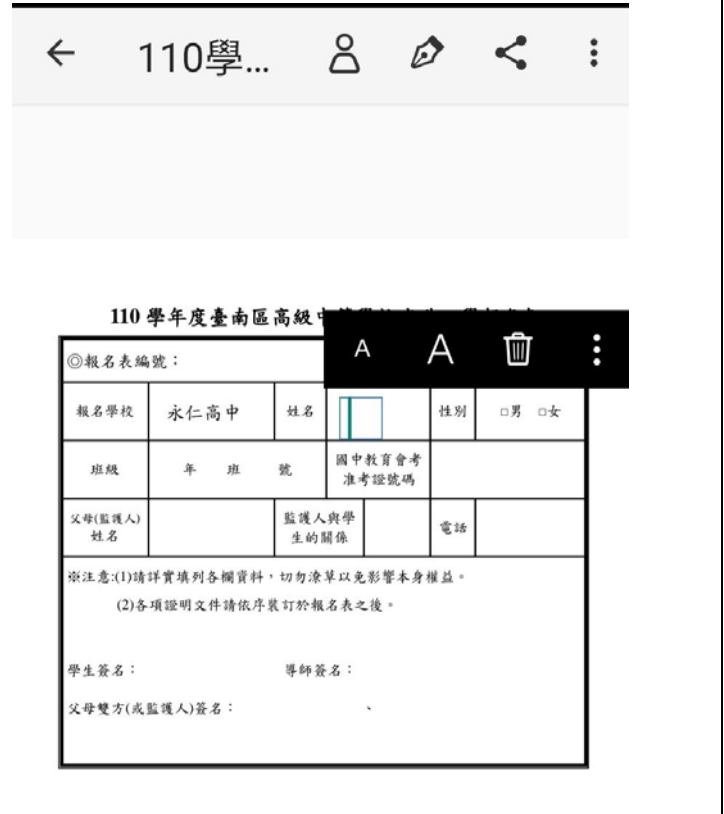 110學...
110 學年度臺南區高級中
A A
◎報名表編號：
報名學校 永仁高中 姓名 性別 □男 □女
班級 年 班 號 國中教育會考
准考證號碼
父母(監護人)
姓名 監護人與學
生的關係 電話
※注意:(1)請詳實填列各欄資料，切勿潦草以免影響本身權益。
(2)各項證明文件請依序裝訂於報名表之後。
學生簽名： 導師簽名：
父母雙方(或監護人)簽名： 、